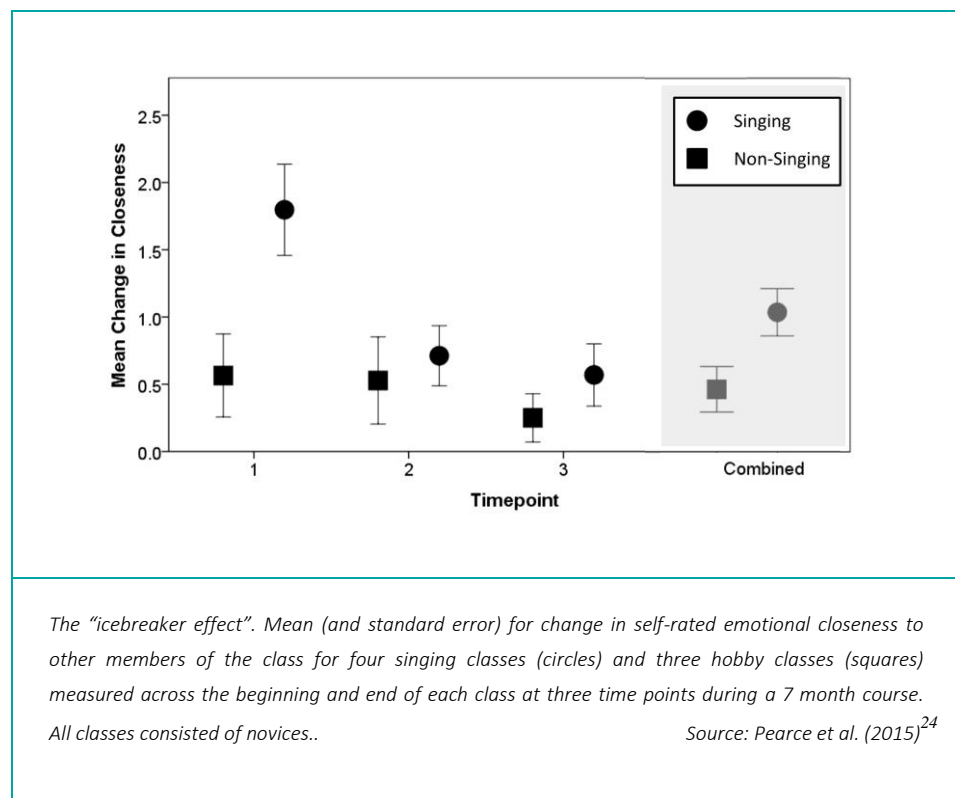 2.5
2.0
1.5
1.0
0.5
0.0
Mean Change in Closeness
Singing
Non-Singing
1 2 3 Combined
Timepoint
The “icebreaker effect”. Mean (and standard error) for change in self-rated emotional closeness to
other members of the class for four singing classes (circles) and three hobby classes (squares)
measured across the beginning and end of each class at three time points during a 7 month course.
All classes consisted of novices.. Source: Pearce et al. (2015)24